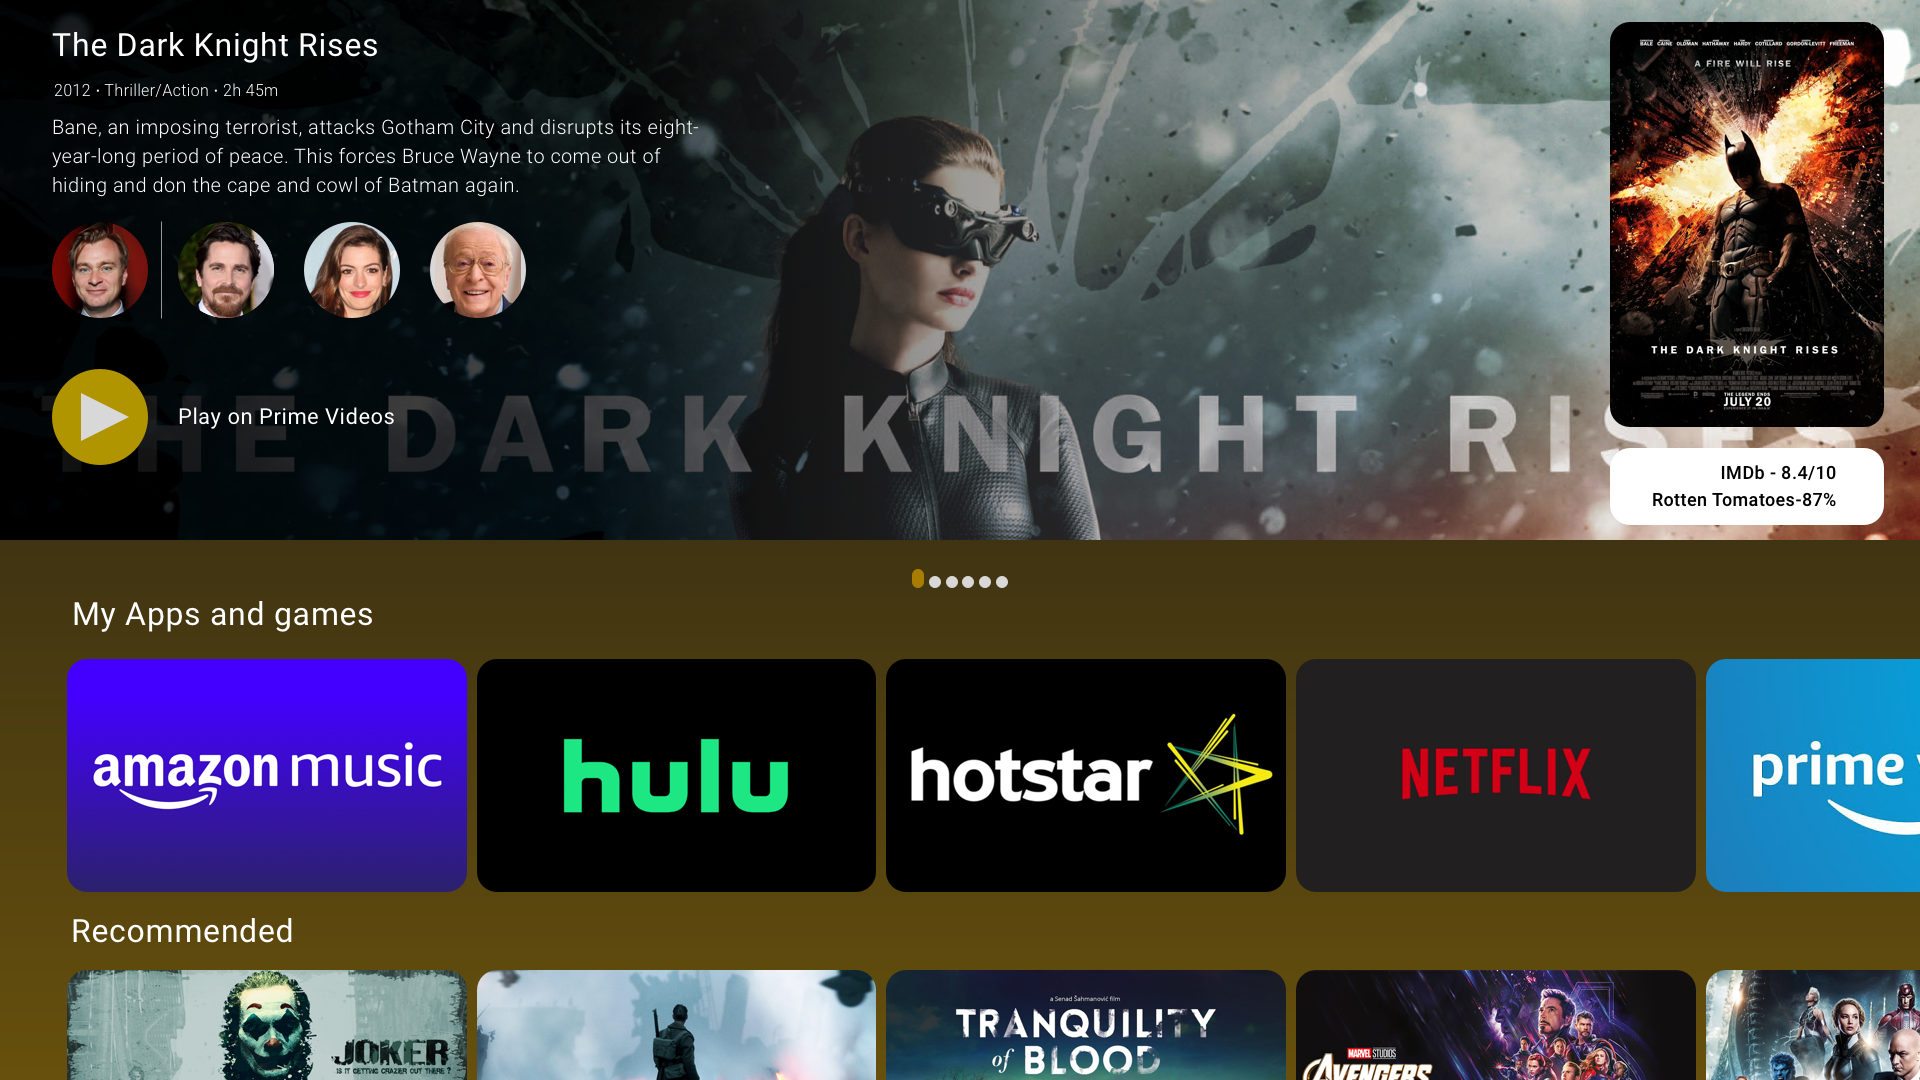 The Dark Knight Rises
2012 • Thriller/Action • 2h 45m
Bane, an imposing terrorist, attacks Gotham City and disrupts its eight-
year-long period of peace. This forces Bruce Wayne to come out of
hiding and don the cape and cowl of Batman again.
Play on Prime Videos
THE DARK KNIGHT RISES
BALE CAINE OLDMAN HATHAWAY HARDY COTILLARD GORDON-LEVITT FREEMAN
A FIRE WILL RISE
THE DARK KNIGHT RISES
THE LEGEND ENDS
JULY 20
IMDb - 8.4/10
Rotten Tomatoes-87%
My Apps and games
amazon music
hulu
hotstar
NETFLIX
prime
Recommended
JOKER
IS IT GETTING CRAZIER OUT THERE ?
a Senad Šahmanović film
TRANQUILITY
of BLOOD
MARVEL STUDIOS
AVENGERS